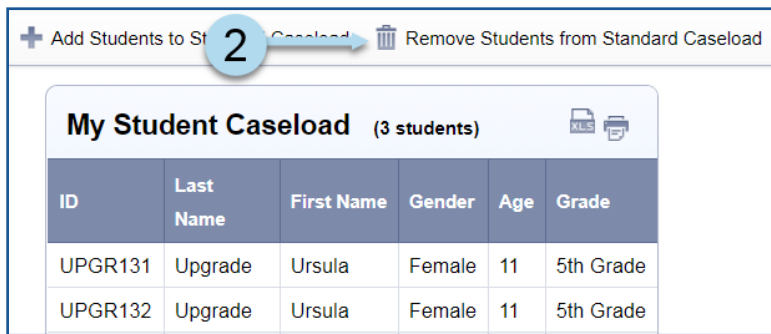 Add Students to St 2 Caseload Remove Students from Standard Caseload
My Student Caseload (3 students) XLS
ID Last Name First Name Gender Age Grade
UPGR131 Upgrade Ursula Female 11 5th Grade
UPGR132 Upgrade Ursula Female 11 5th Grade